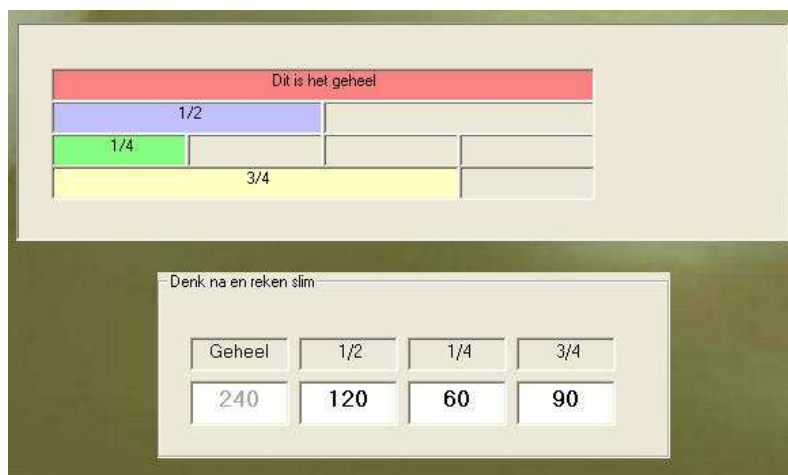 Dit is het geheel
1/2
1/4
3/4
Denk na en reken slim
Geheel 1/2 1/4 3/4
240 120 60 90